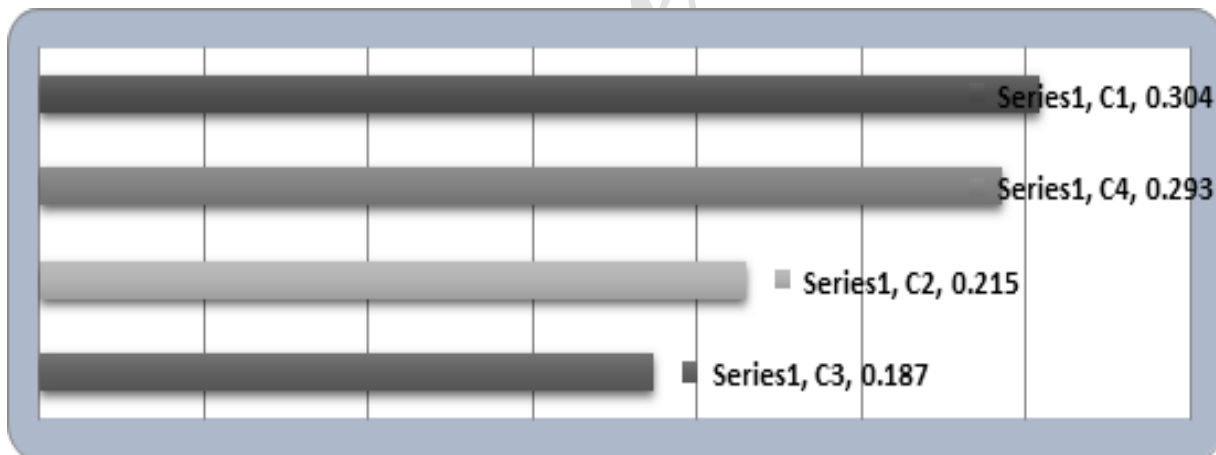 Series1, C1, 0.304
Series1, C4, 0.293
Series1, C2, 0.215
Series1, C3, 0.187